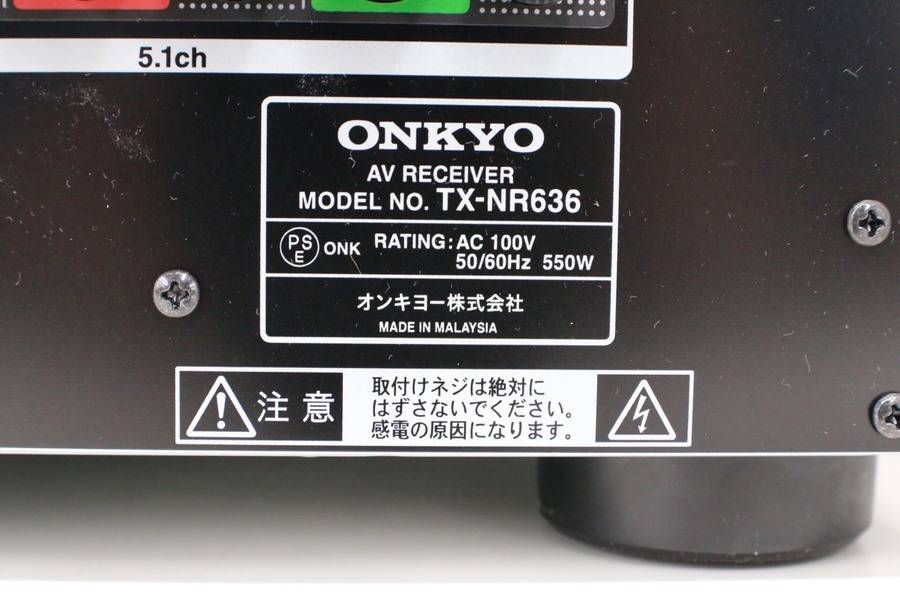 5.1ch
ONKYO
AV RECEIVER
MODEL NO. TX-NR636
PS
E
ONK
RATING: AC 100V
50/60Hz 550W
オンキヨー株式会社
MADE IN MALAYSIA
注意
取付けネジは絶対に
はずさないでください。
感電の原因になります。